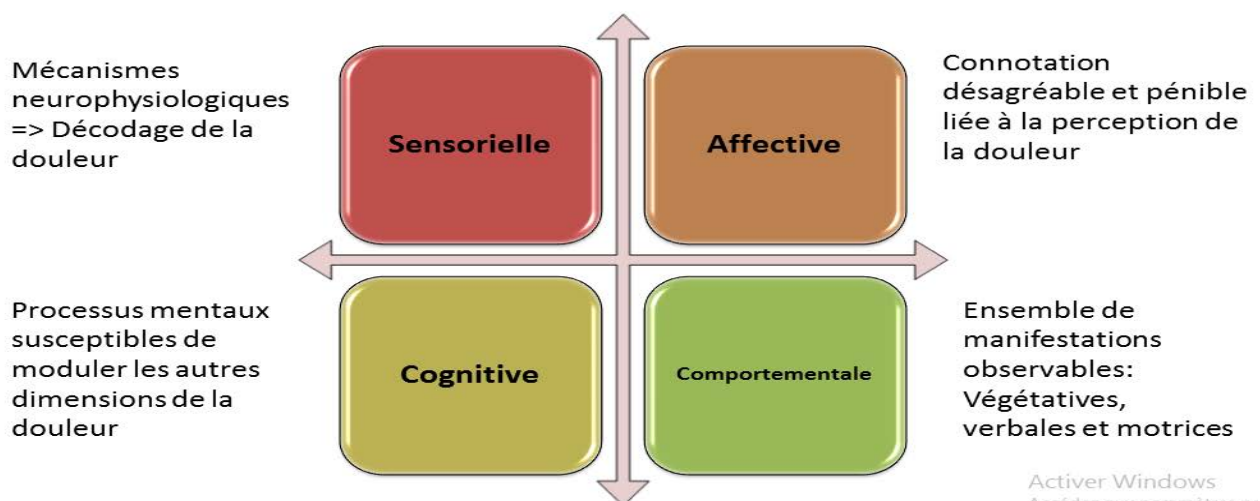 Mécanismes
neurophysiologiques
=> Décodage de la
douleur
Sensorielle
Affective
Connotation
désagréable et pénible
liée à la perception de
la douleur
Processus mentaux
susceptibles de
moduler les autres
dimensions de la
douleur
Cognitive
Comportementale
Ensemble de
manifestations
observables:
Végétatives,
verbales et motrices
Activer Windows